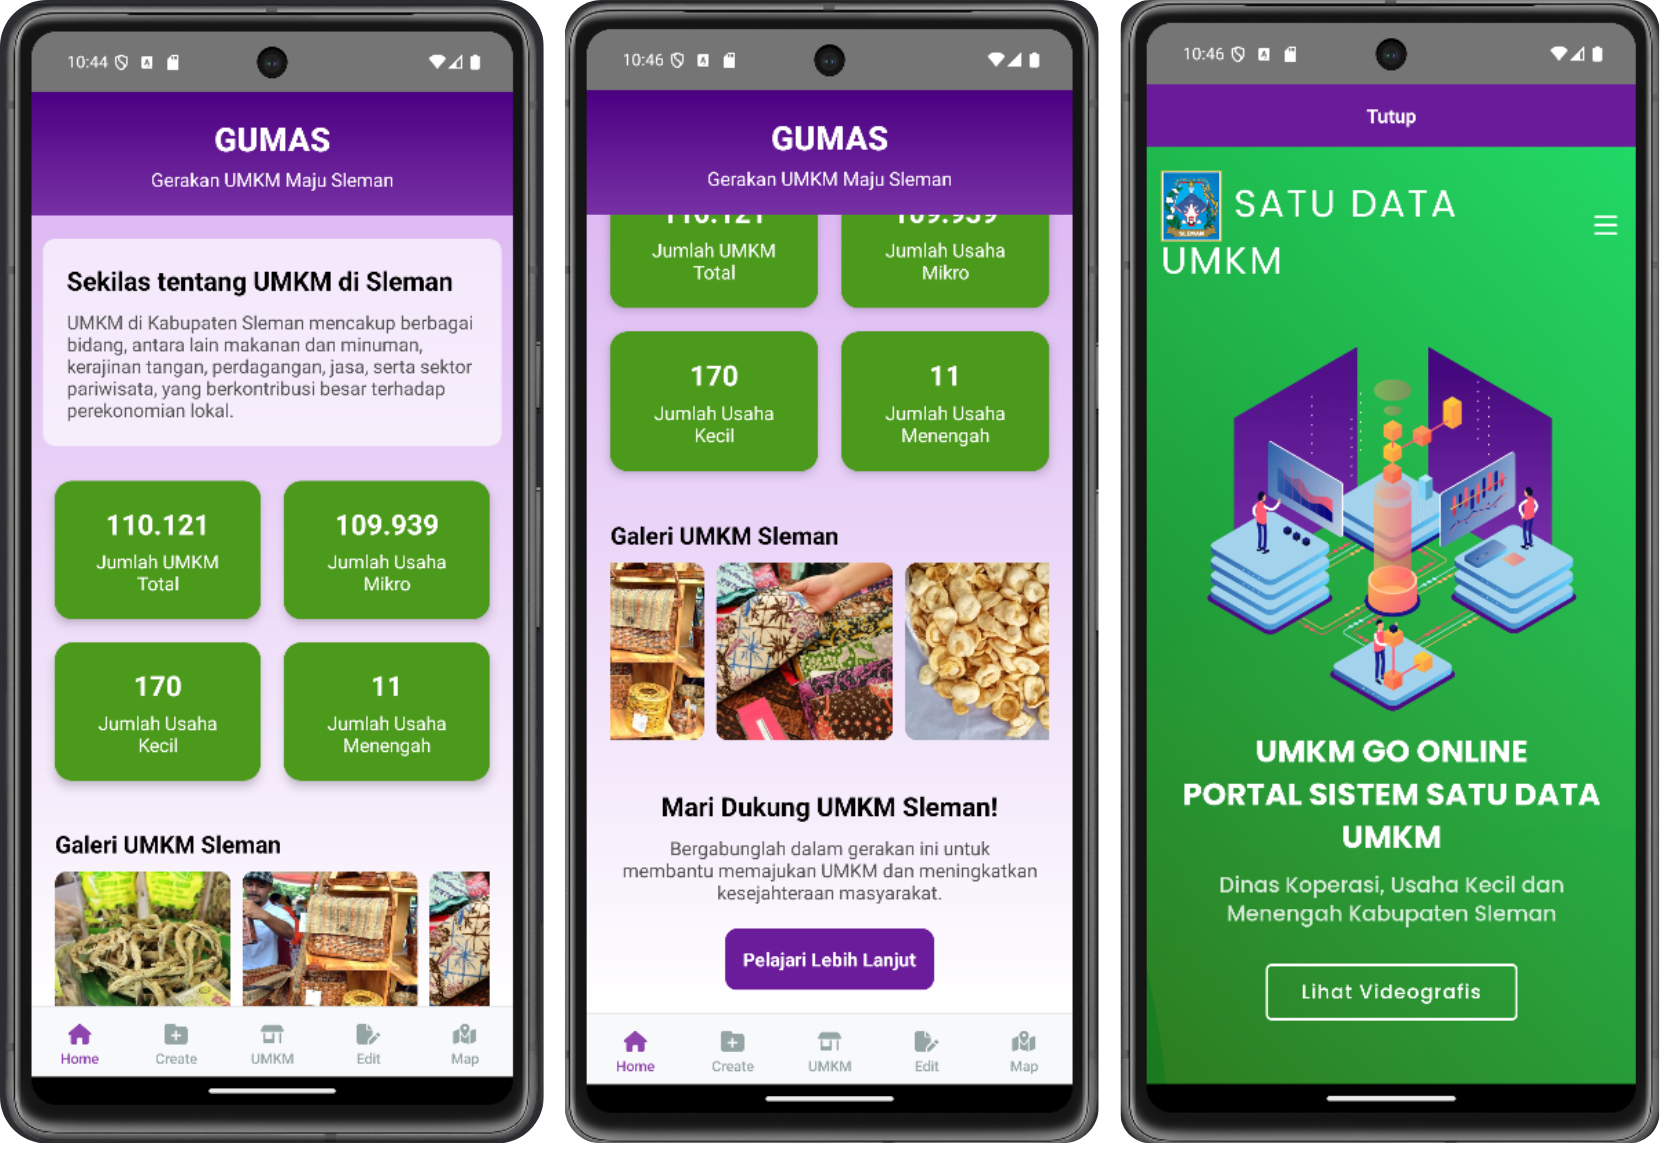 10:44
GUMAS
Gerakan UMKM Maju Sleman
Sekilas tentang UMKM di Sleman
UMKM di Kabupaten Sleman mencakup berbagai
bidang, antara lain makanan dan minuman,
kerajinan tangan, perdagangan, jasa, serta sektor
pariwisata, yang berkontribusi besar terhadap
perekonomian lokal.
110.121
Jumlah UMKM
Total
109.939
Jumlah Usaha
Mikro
170
Jumlah Usaha
Kecil
11
Jumlah Usaha
Menengah
Galeri UMKM Sleman
Home
Create
UMKM
Edit
Map
10:46
GUMAS
Gerakan UMKM Maju Sleman
110.121
Jumlah UMKM
Total
109.939
Jumlah Usaha
Mikro
170
Jumlah Usaha
Kecil
11
Jumlah Usaha
Menengah
Galeri UMKM Sleman
Mari Dukung UMKM Sleman!
Bergabunglah dalam gerakan ini untuk
membantu memajukan UMKM dan meningkatkan
kesejahteraan masyarakat.
Pelajari Lebih Lanjut
Home
Create
UMKM
Edit
Map
10:46
Tutup
SLEMAN
SATU DATA
UMKM
UMKM GO ONLINE
PORTAL SISTEM SATU DATA
UMKM
Dinas Koperasi, Usaha Kecil dan
Menengah Kabupaten Sleman
Lihat Videografis